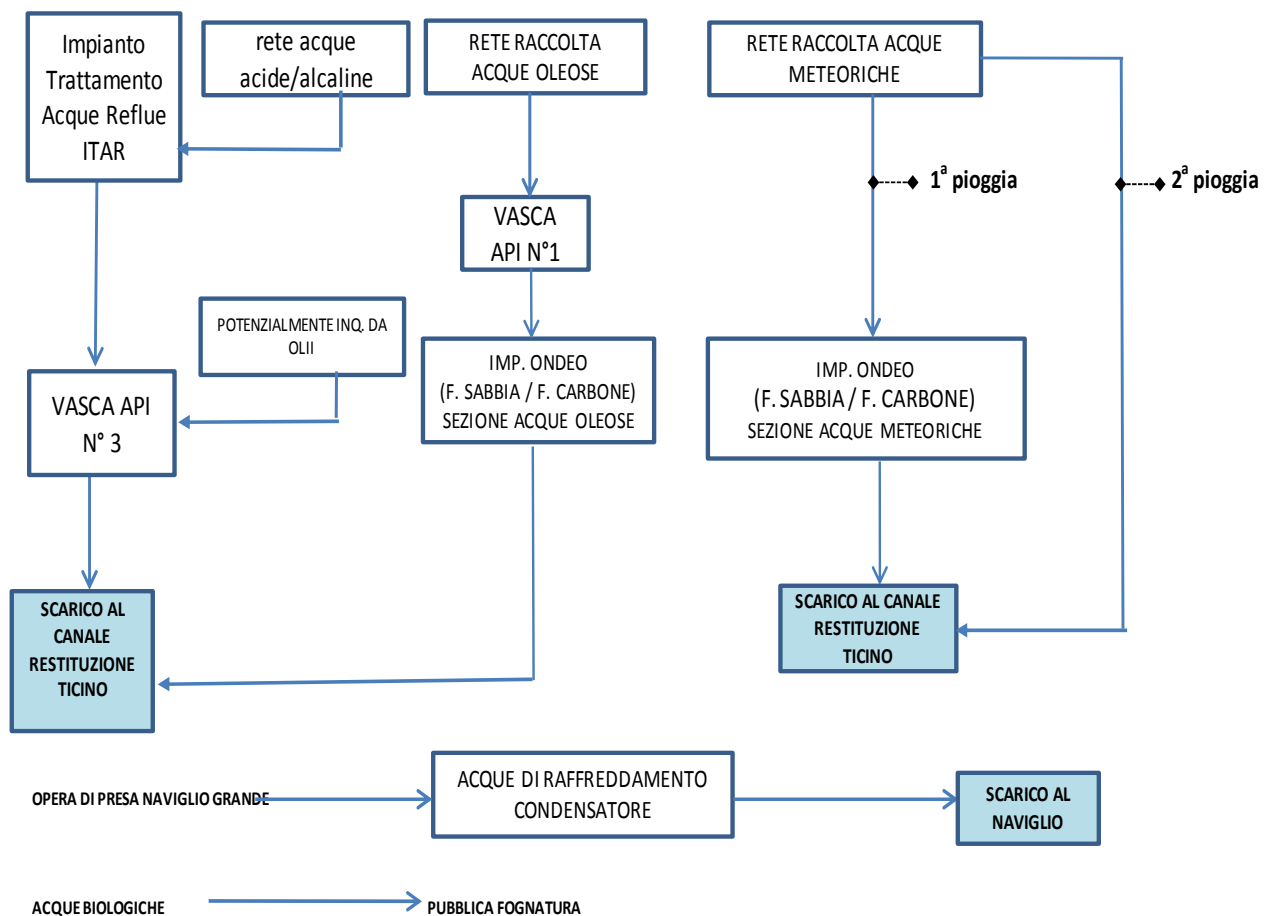 Impianto
Trattamento
Acque Reflue
ITAR
rete acque
acide/alcaline
RETE RACCOLTA
ACQUE OLEOSE
RETE RACCOLTA ACQUE
METEORICHE
1ª pioggia
2ª pioggia
VASCA
API N°1
POTENZIALMENTE INQ. DA
OLII
VASCA API
N° 3
IMP. ONDEO
(F. SABBIA / F. CARBONE)
SEZIONE ACQUE OLEOSE
IMP. ONDEO
(F. SABBIA / F. CARBONE)
SEZIONE ACQUE METEORICHE
SCARICO AL
CANALE
RESTITUZIONE
TICINO
SCARICO AL CANALE
RESTITUZIONE
TICINO
OPERA DI PRESA NAVIGLIO GRANDE
ACQUE DI RAFFREDDAMENTO
CONDENSATORE
SCARICO AL
NAVIGLIO
ACQUE BIOLOGICHE
PUBBLICA FOGNATURA